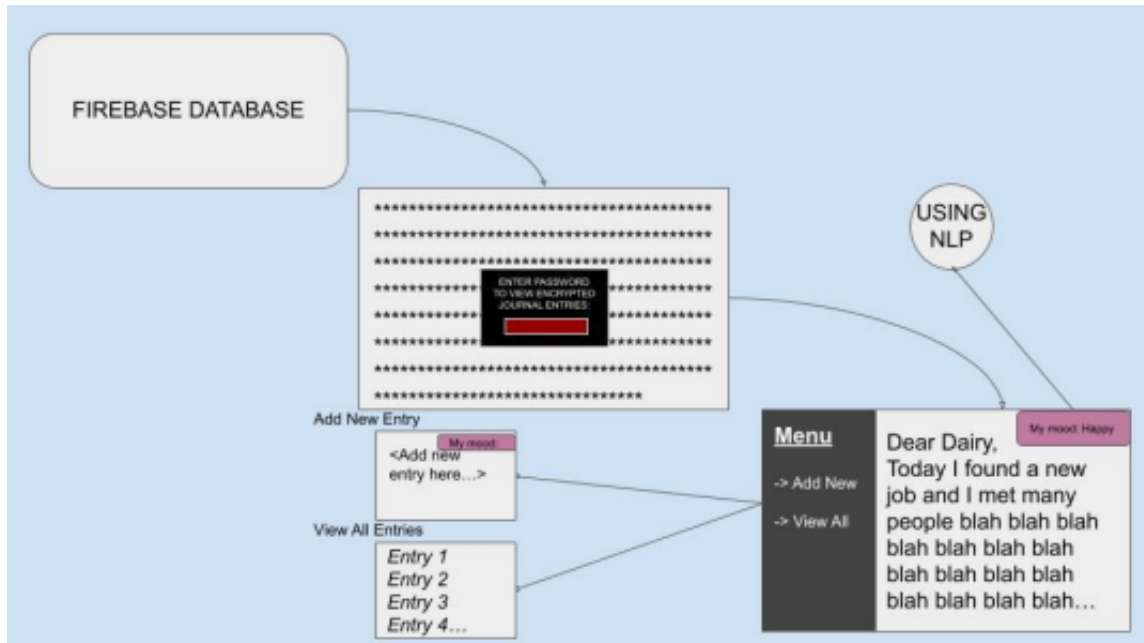 FIREBASE DATABASE
****************************************
****************************************
****************************************
****************************************
****************************************
****************************************
****************************************
********************************
ENTER PASSWORD
TO VIEW ENCRYPTED
JOURNAL ENTRIES:
USING
NLP
Add New Entry
My mood:
<Add new
entry here...>
View All Entries
Entry 1
Entry 2
Entry 3
Entry 4...
Menu
-> Add New
-> View All
My mood: Happy
Dear Dairy,
Today I found a new
job and I met many
people blah blah blah
blah blah blah blah
blah blah blah blah
blah blah blah blah...